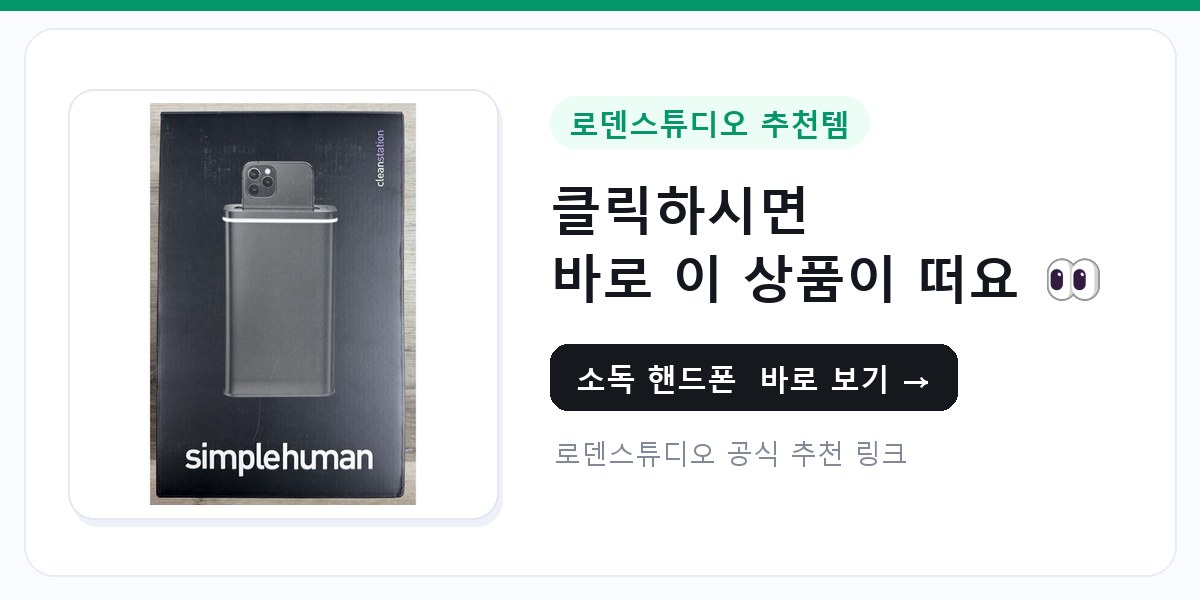 로덴스튜디오 추천템
클릭하시면
바로 이 상품이 떠요 👀
소독 핸드폰 바로 보기 →
로덴스튜디오 공식 추천 링크
cleanstation
simplehuman